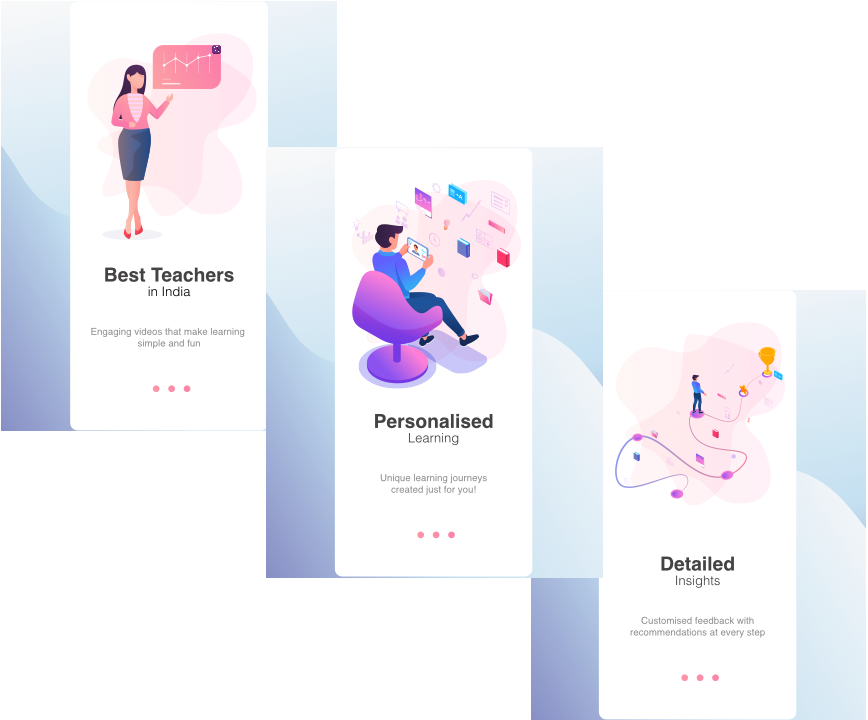 Best Teachers
in India
Engaging videos that make learning
simple and fun
Personalised
Learning
Unique learning journeys
created just for you!
Detailed
Insights
Customised feedback with
recommendations at every step